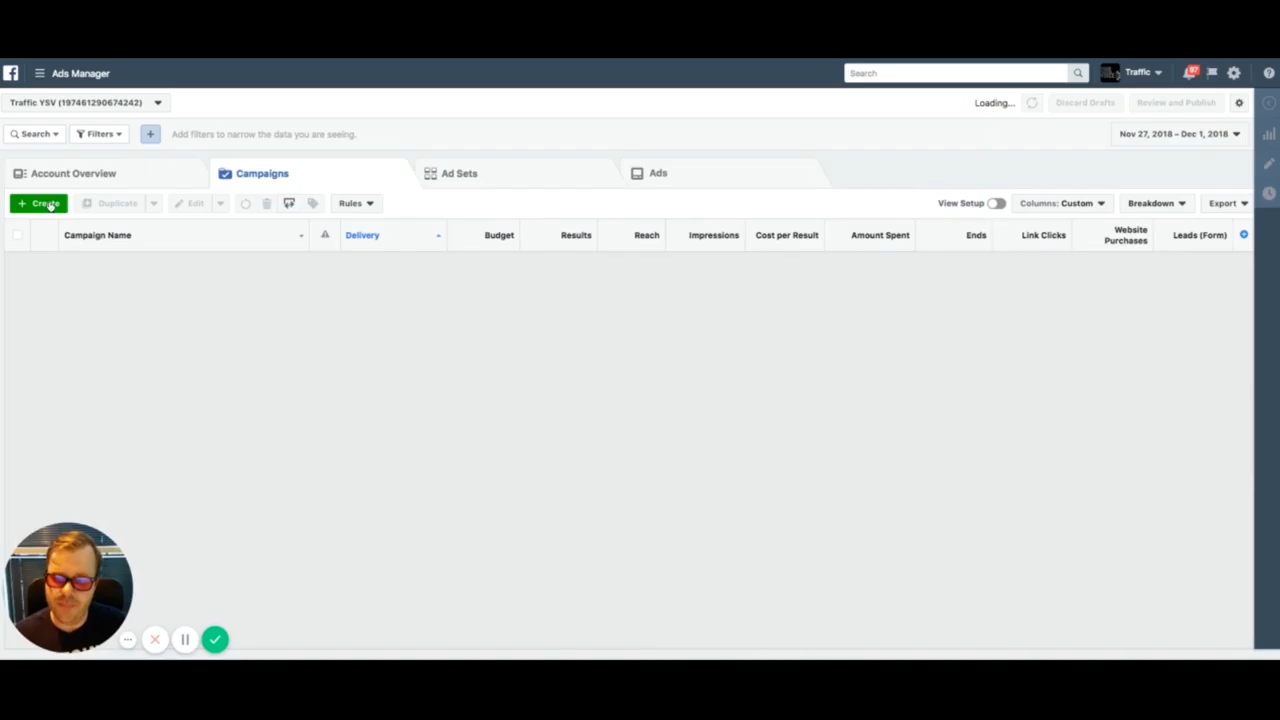 Ads Manager
Search
Traffic
97
Traffic YSV (197461290674242)
Loading...
Discard Drafts
Review and Publish
Search
Filters
Add filters to narrow the data you are seeing.
Nov 27, 2018 – Dec 1, 2018
Account Overview
Campaigns
Ad Sets
Ads
+ Create
Duplicate
Edit
Rules
View Setup
Columns: Custom
Breakdown
Export
Campaign Name
Delivery
Budget
Results
Reach
Impressions
Cost per Result
Amount Spent
Ends
Link Clicks
Website
Purchases
Leads (Form)